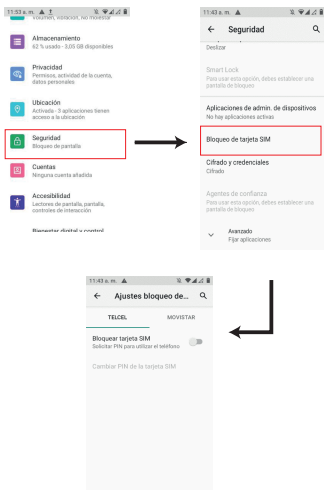 11:53 a. m.
Volumen, vibración, No molestar
Almacenamiento
62 % usado - 3,05 GB disponibles
Privacidad
Permisos, actividad de la cuenta,
datos personales
Ubicación
Activada - 3 aplicaciones tienen
acceso a la ubicación
Seguridad
Bloqueo de pantalla
Cuentas
Ninguna cuenta añadida
Accesibilidad
Lectores de pantalla, pantalla,
controles de interacción
Bienestar digital y control
11:43 a. m.
Seguridad
Deslizar
Smart Lock
Para usar esta opción, debes establecer una
pantalla de bloqueo
Aplicaciones de admin. de dispositivos
No hay aplicaciones activas
Bloqueo de tarjeta SIM
Cifrado y credenciales
Cifrado
Agentes de confianza
Para usar esta opción, debes establecer una
pantalla de bloqueo
Avanzado
Fijar aplicaciones
11:43 a. m.
Ajustes bloqueo de...
TELCEL MOVISTAR
Bloquear tarjeta SIM
Solicitar PIN para utilizar el teléfono
Cambiar PIN de la tarjeta SIM